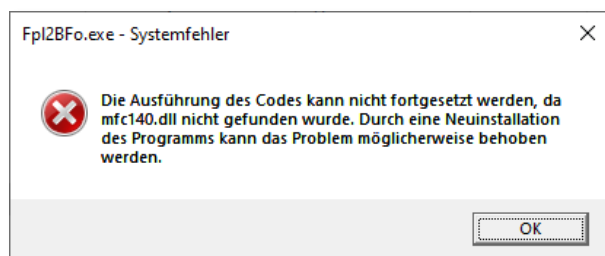 Fpl2BFo.exe - Systemfehler
Die Ausführung des Codes kann nicht fortgesetzt werden, da
mfc140.dll nicht gefunden wurde. Durch eine Neuinstallation
des Programms kann das Problem möglicherweise behoben
werden.
OK